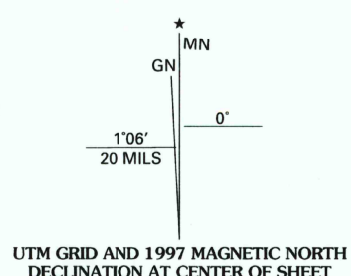 MN
GN
0°
1°06′
20 MILS
UTM GRID AND 1997 MAGNETIC NORTH
DECLINATION AT CENTER OF SHEET